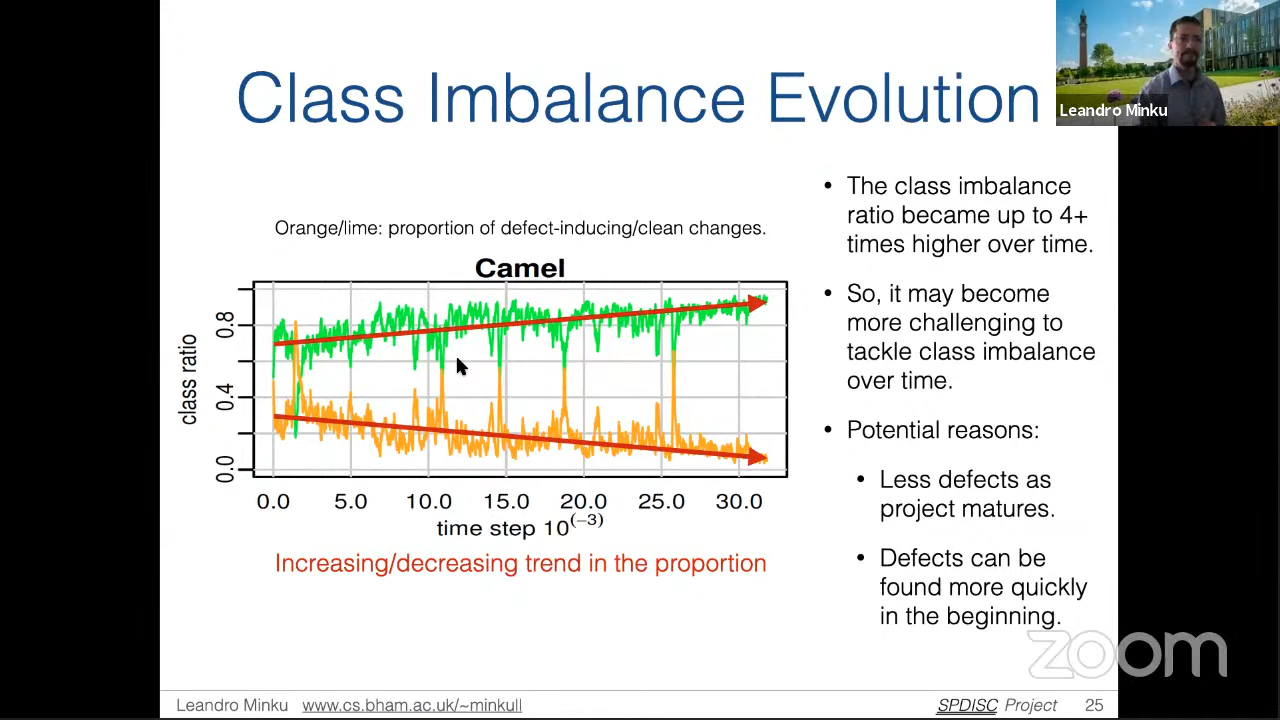 Class Imbalance Evolution
Leandro Minku
Orange/lime: proportion of defect-inducing/clean changes.
Camel
class ratio
0.8
0.4
0.0
0.0 5.0 10.0 15.0 20.0 25.0 30.0
time step 10^(−3)
Increasing/decreasing trend in the proportion
• The class imbalance
ratio became up to 4+
times higher over time.
• So, it may become
more challenging to
tackle class imbalance
over time.
• Potential reasons:
• Less defects as
project matures.
• Defects can be
found more quickly
in the beginning.
zoom
Leandro Minku www.cs.bham.ac.uk/~minkull SPDISC Project 25